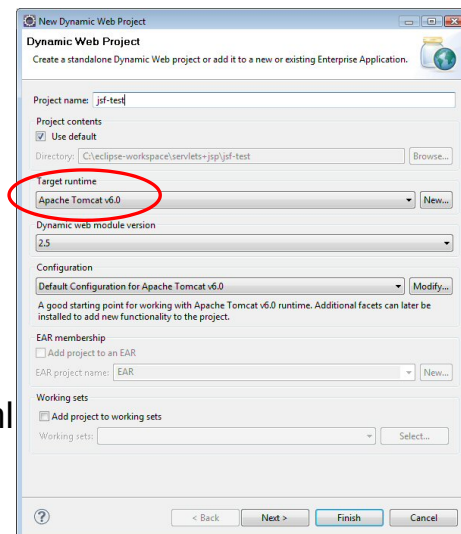 New Dynamic Web Project
Dynamic Web Project
Create a standalone Dynamic Web project or add it to a new or existing Enterprise Application.
Project name: jsf-test
Project contents
Use default
Directory: C:\eclipse-workspace\servlets+jsp\jsf-test Browse...
Target runtime
Apache Tomcat v6.0 New...
Dynamic web module version
2.5
Configuration
Default Configuration for Apache Tomcat v6.0 Modify...
A good starting point for working with Apache Tomcat v6.0 runtime. Additional facets can later be
installed to add new functionality to the project.
EAR membership
Add project to an EAR
EAR project name: EAR New...
Working sets
Add project to working sets
Working sets: Select...
? < Back Next > Finish Cancel